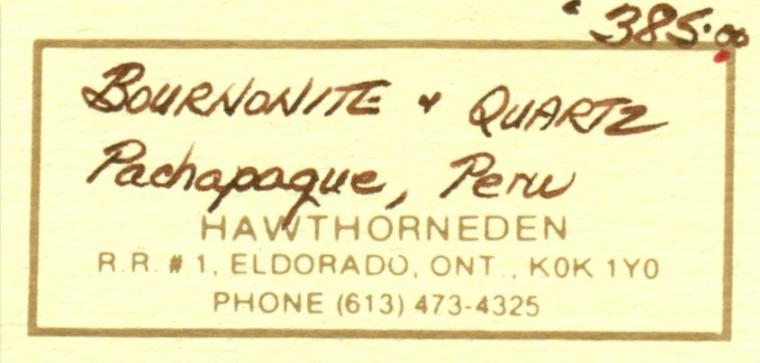 385.00
BOURNONITE & QUARTZ
Pachapaque, Peru
HAWTHORNEDEN
R.R. # 1, ELDORADO, ONT., K0K 1Y0
PHONE (613) 473-4325